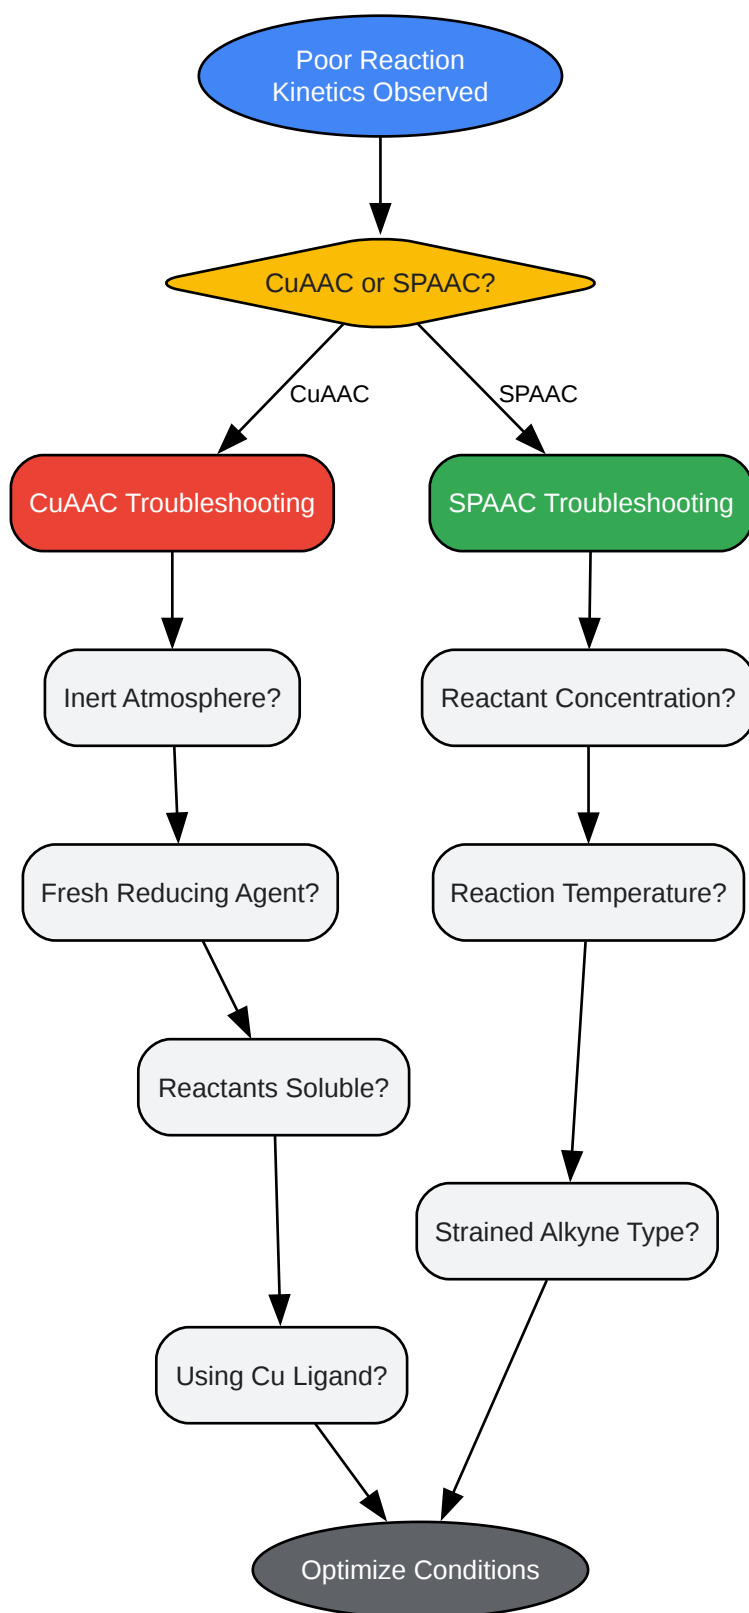 Poor Reaction
Kinetics Observed
CuAAC or SPAAC?
CuAAC
SPAAC
CuAAC Troubleshooting
SPAAC Troubleshooting
Inert Atmosphere?
Reactant Concentration?
Fresh Reducing Agent?
Reaction Temperature?
Reactants Soluble?
Strained Alkyne Type?
Using Cu Ligand?
Optimize Conditions